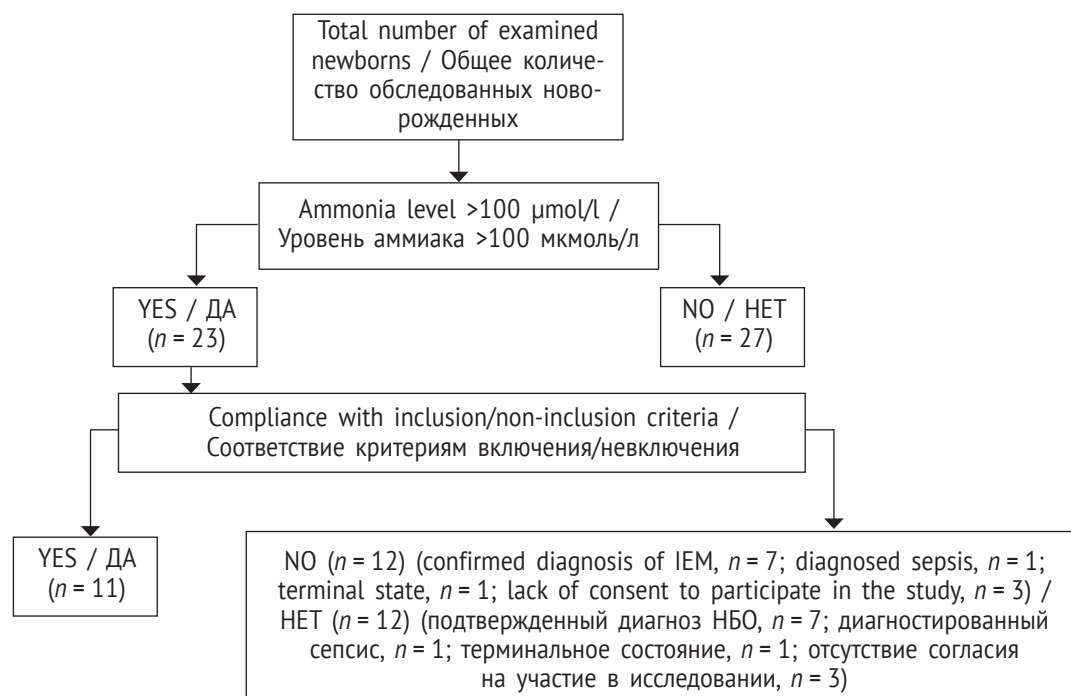 Total number of examined
newborns / Общее количе-
ство обследованных ново-
рожденных
Ammonia level >100 µmol/l /
Уровень аммиака >100 мкмоль/л
YES / ДА
(n = 23)
NO / НЕТ
(n = 27)
Compliance with inclusion/non-inclusion criteria /
Соответствие критериям включения/невключения
YES / ДА
(n = 11)
NO (n = 12) (confirmed diagnosis of IEM, n = 7; diagnosed sepsis, n = 1;
terminal state, n = 1; lack of consent to participate in the study, n = 3) /
НЕТ (n = 12) (подтвержденный диагноз НБО, n = 7; диагностированный
сепсис, n = 1; терминальное состояние, n = 1; отсутствие согласия
на участие в исследовании, n = 3)